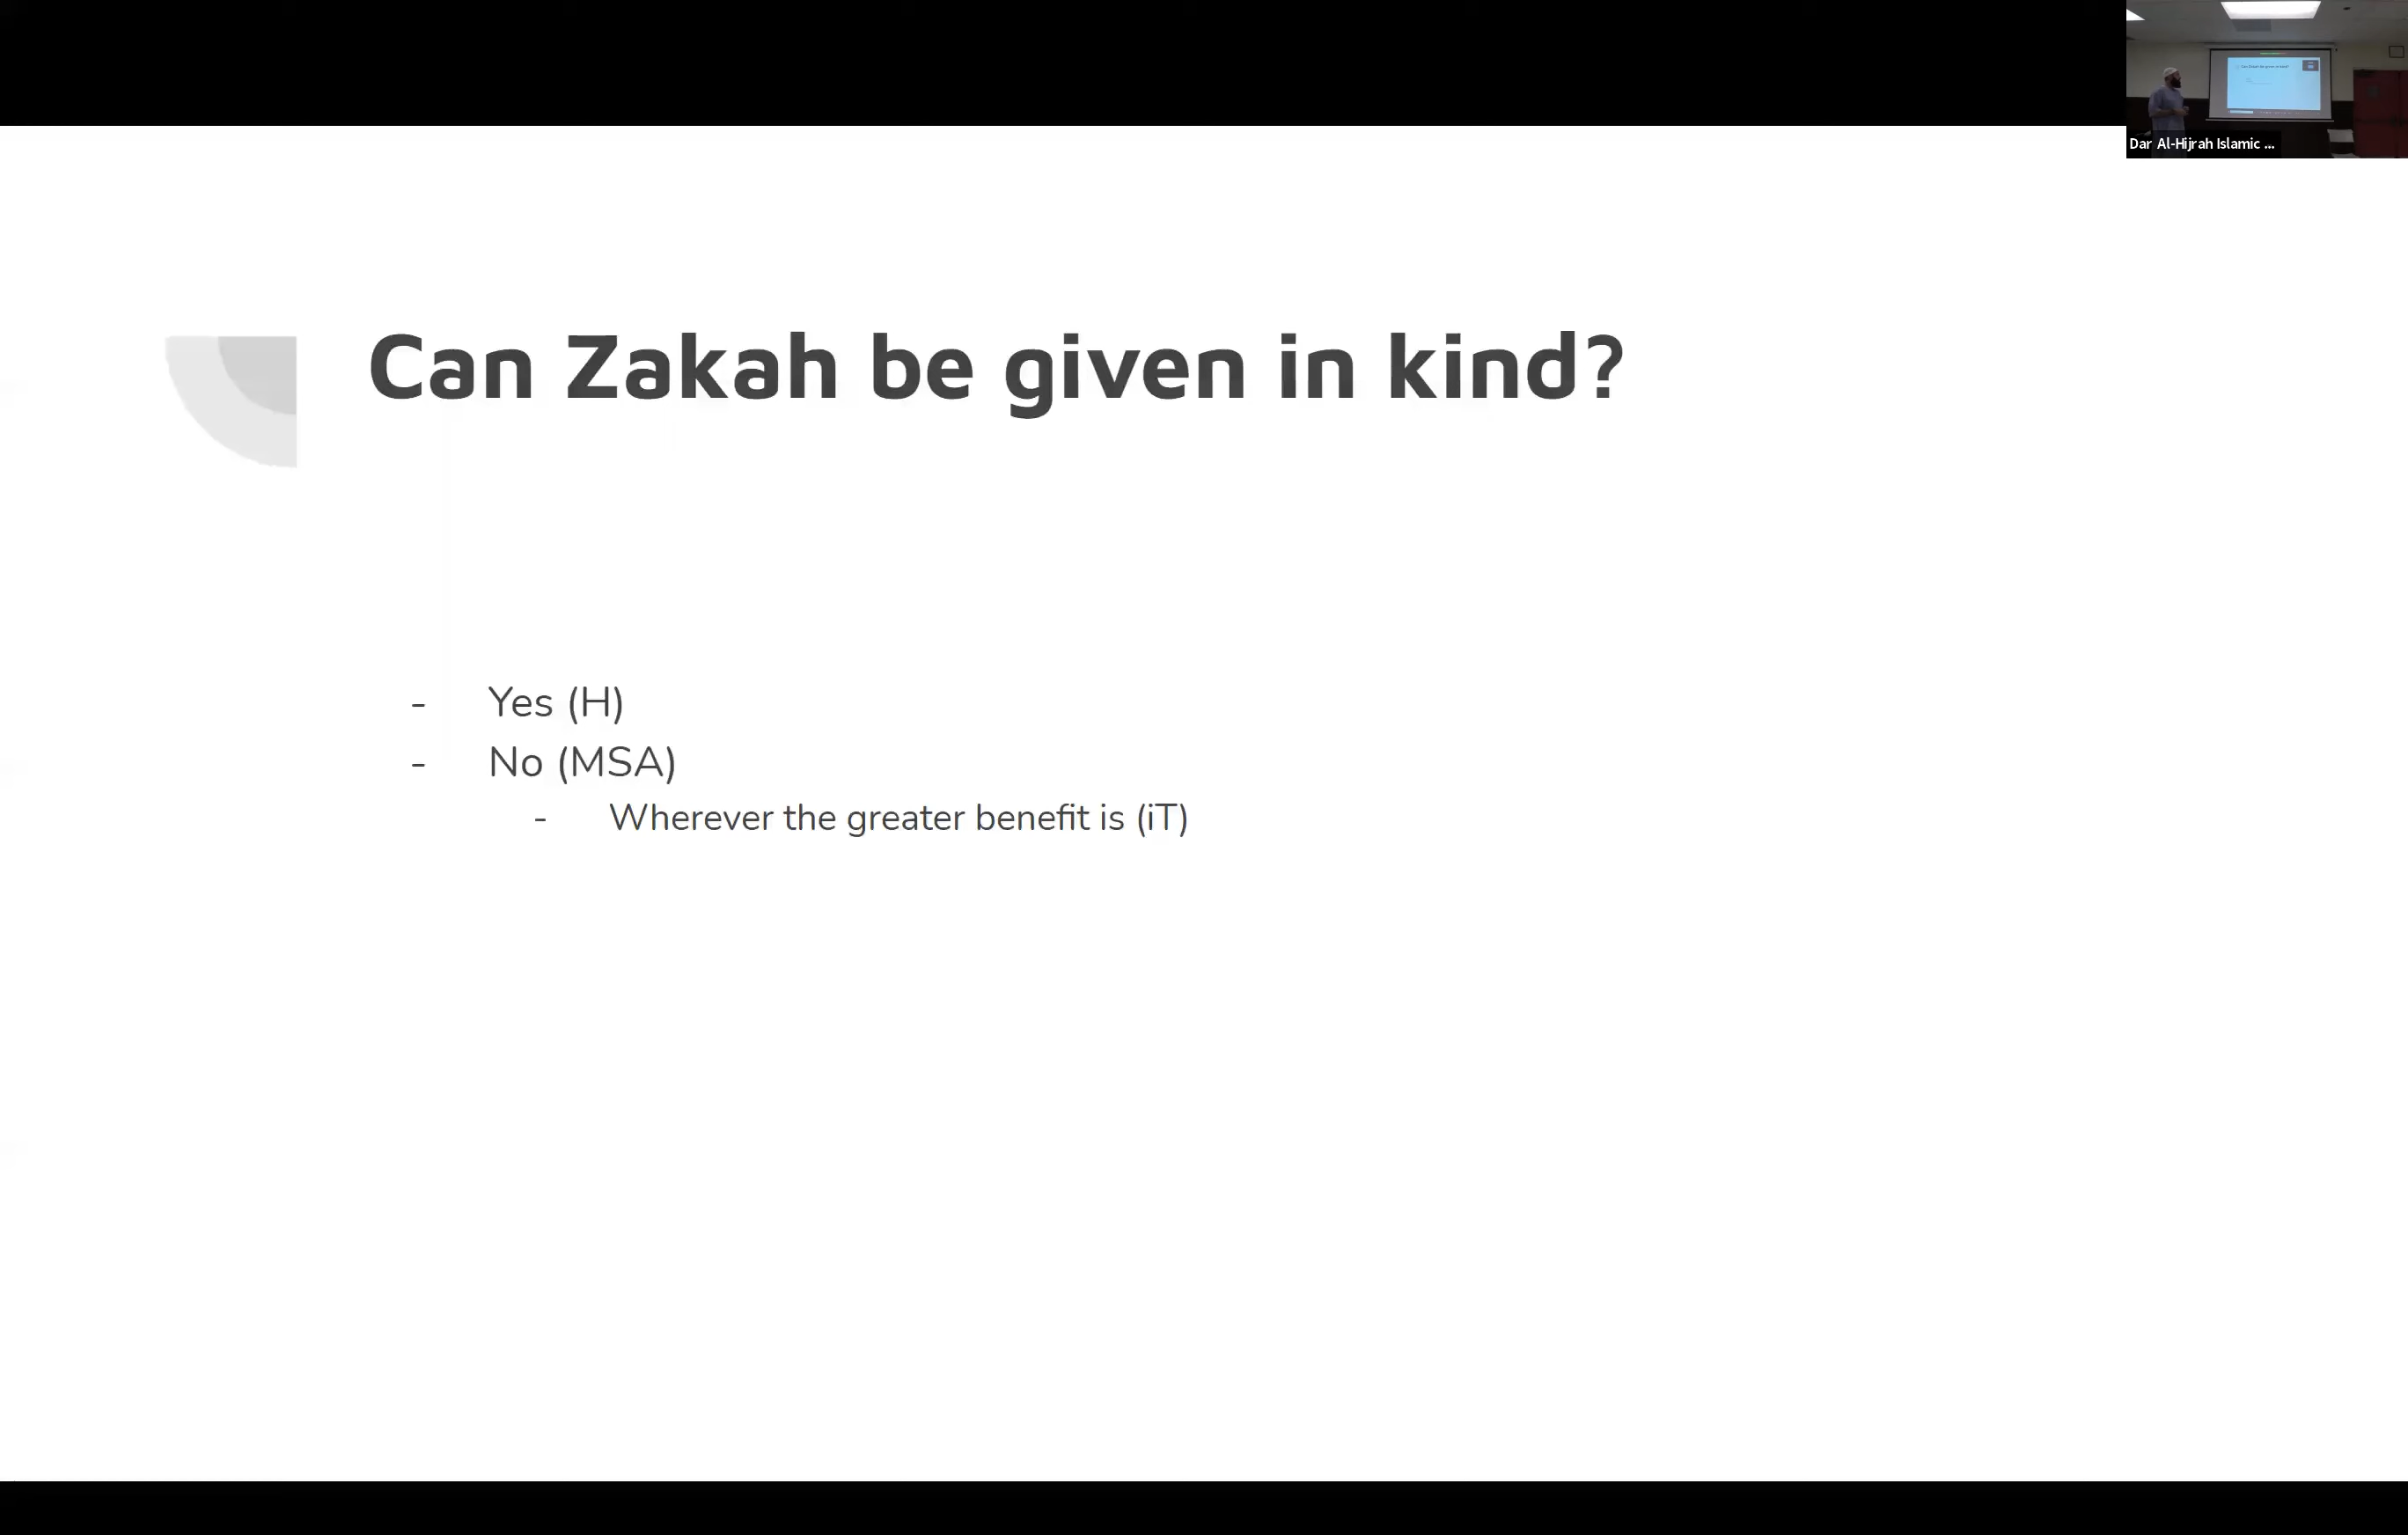 Dar Al-Hijrah Islamic ...
Can Zakah be given in kind?
- Yes (H)
- No (MSA)
- Wherever the greater benefit is (iT)